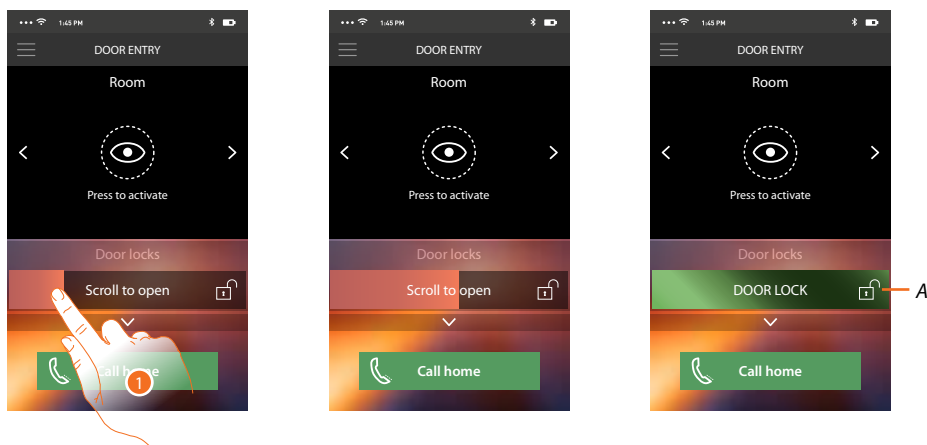 1:45 PM
DOOR ENTRY
Room
Press to activate
Door locks
Scroll to open
Call home
1
1:45 PM
DOOR ENTRY
Room
Press to activate
Door locks
Scroll to open
Call home
1:45 PM
DOOR ENTRY
Room
Press to activate
Door locks
DOOR LOCK
A
Call home